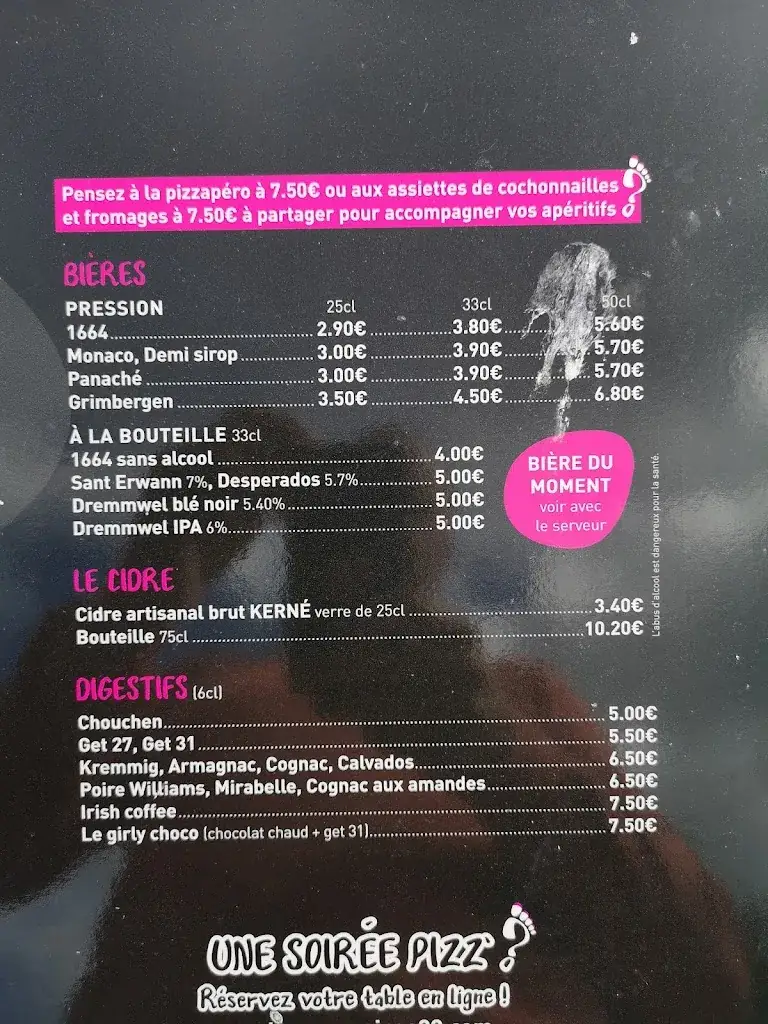 Pensez à la pizzapéro à 7.50€ ou aux assiettes de cochonnailles
et fromages à 7.50€ à partager pour accompagner vos apéritifs
BIÈRES
PRESSION 25cl 33cl 50cl
1664 2.90€ 3.80€ 5.60€
Monaco, Demi sirop 3.00€ 3.90€ 5.70€
Panaché 3.00€ 3.90€ 5.70€
Grimbergen 3.50€ 4.50€ 6.80€
À LA BOUTEILLE 33cl
1664 sans alcool 4.00€
Sant Erwann 7%, Desperados 5.7% 5.00€
Dremmwel blé noir 5.40% 5.00€
Dremmwel IPA 6% 5.00€
BIÈRE DU
MOMENT
voir avec
le serveur
L'abus d'alcool est dangereux pour la santé.
LE CIDRE
Cidre artisanal brut KERNÉ verre de 25cl 3.40€
Bouteille 75cl 10.20€
DIGESTIFS (6cl)
Chouchen 5.00€
Get 27, Get 31 5.50€
Kremmig, Armagnac, Cognac, Calvados 6.50€
Poire Williams, Mirabelle, Cognac aux amandes 6.50€
Irish coffee 7.50€
Le girly choco (chocolat chaud + get 31) 7.50€
UNE SOIRÉE PIZZ' ?
Réservez votre table en ligne !